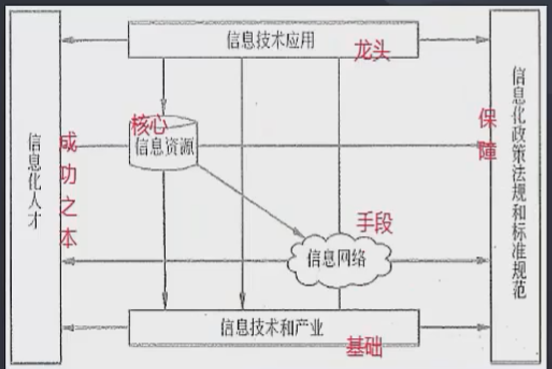 信息技术应用
龙头
核心
信息资源
信息化人才
成功之本
保障
信息化政策法规和标准规范
手段
信息网络
信息技术和产业
基础